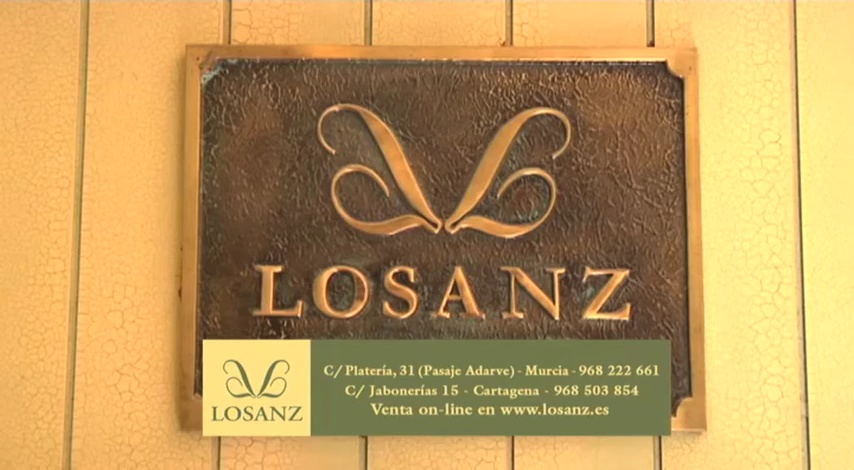 LOSANZ
LOSANZ
C/ Platería, 31 (Pasaje Adarve) - Murcia - 968 222 661
C/ Jabonerías 15 - Cartagena - 968 503 854
Venta on-line en www.losanz.es